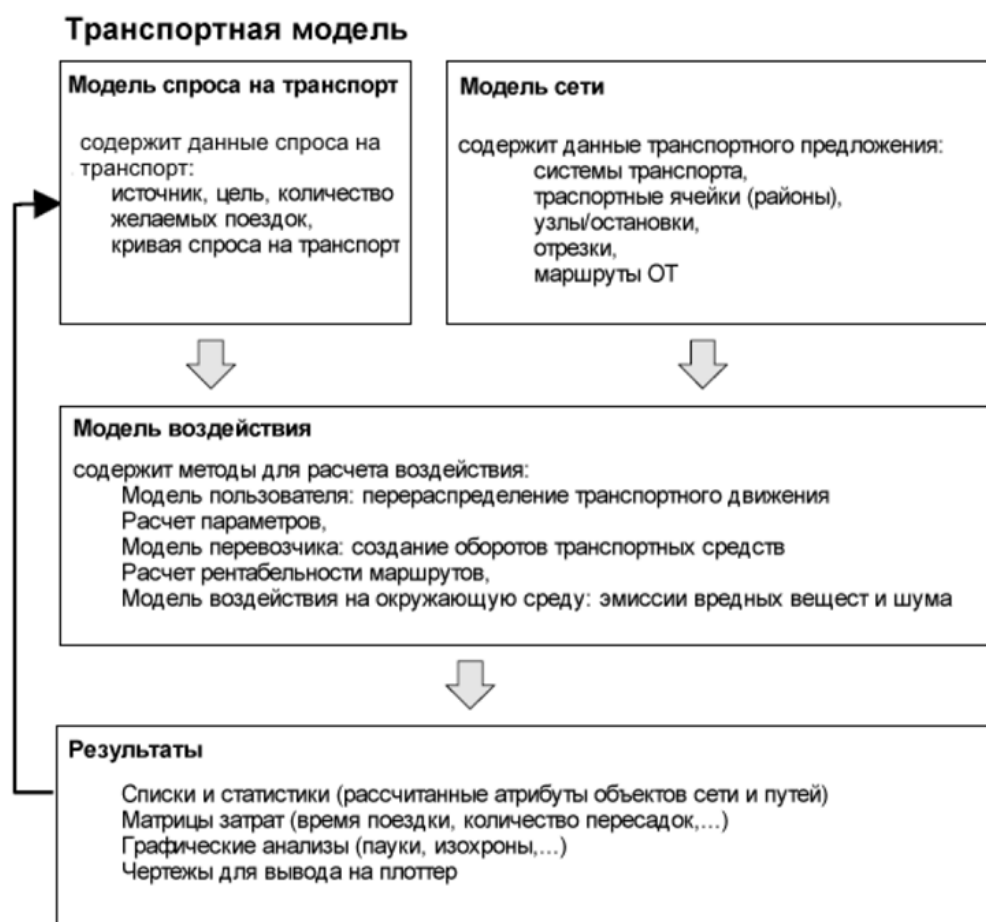 Транспортная модель
Модель спроса на транспорт
содержит данные спроса на
транспорт:
источник, цель, количество
желаемых поездок,
кривая спроса на транспорт
Модель сети
содержит данные транспортного предложения:
системы транспорта,
траспортные ячейки (районы),
узлы/остановки,
отрезки,
маршруты ОТ
Модель воздействия
содержит методы для расчета воздействия:
Модель пользователя: перераспределение транспортного движения
Расчет параметров,
Модель перевозчика: создание оборотов транспортных средств
Расчет рентабельности маршрутов,
Модель воздействия на окружающую среду: эмиссии вредных вещест и шума
Результаты
Списки и статистики (рассчитанные атрибуты объектов сети и путей)
Матрицы затрат (время поездки, количество пересадок,...)
Графические анализы (пауки, изохроны,...)
Чертежы для вывода на плоттер